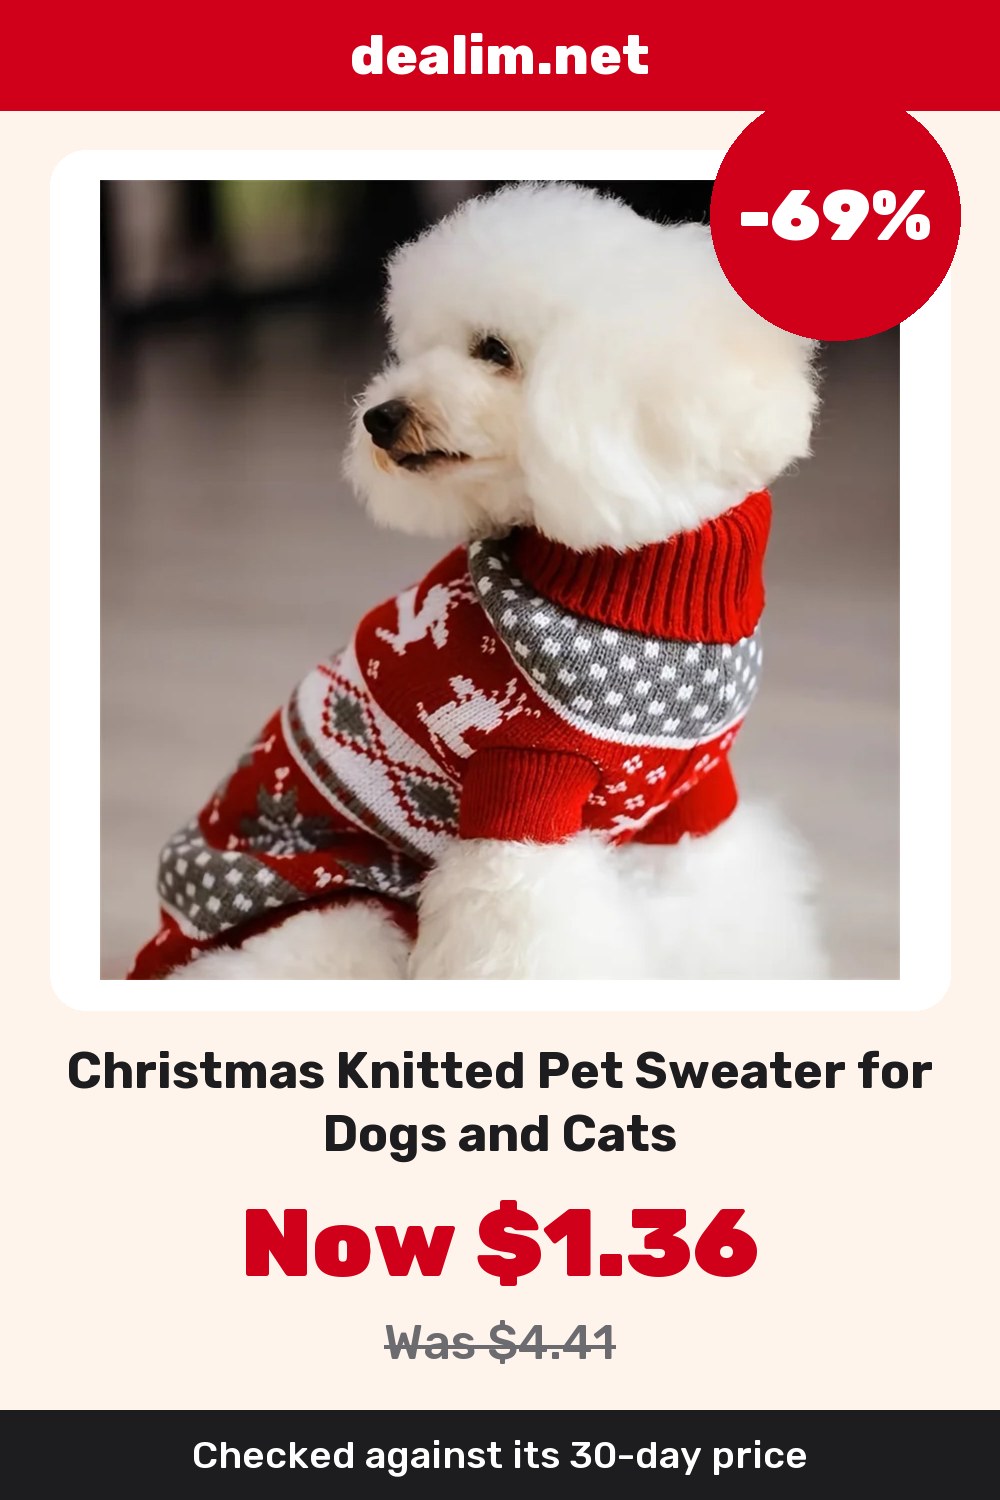 dealim.net
-69%
Christmas Knitted Pet Sweater for
Dogs and Cats
Now $1.36
Was $4.41
Checked against its 30-day price